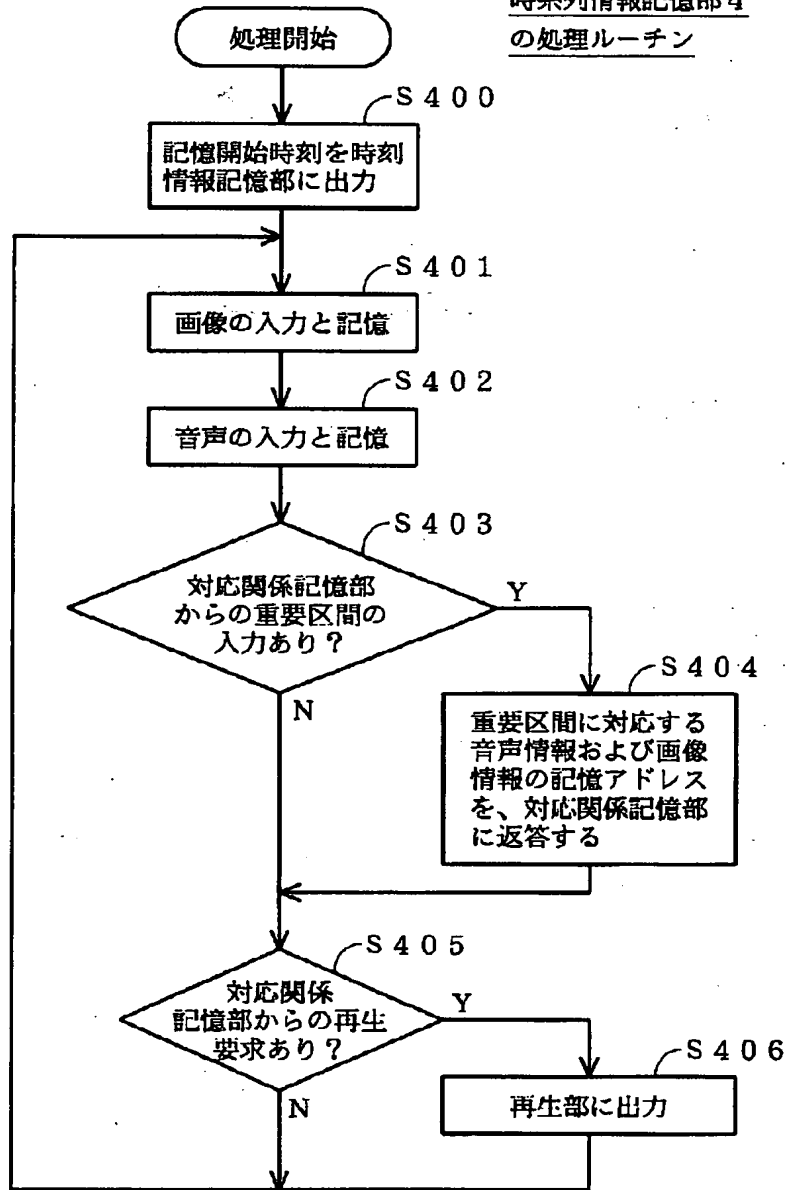 時系列情報記憶部4
の処理ルーチン
処理開始
S400
記憶開始時刻を時刻
情報記憶部に出力
S401
画像の入力と記憶
S402
音声の入力と記憶
S403
対応関係記憶部
からの重要区間の
入力あり？
Y
N
S404
重要区間に対応する
音声情報および画像
情報の記憶アドレス
を、対応関係記憶部
に返答する
S405
対応関係
記憶部からの再生
要求あり？
Y
N
S406
再生部に出力